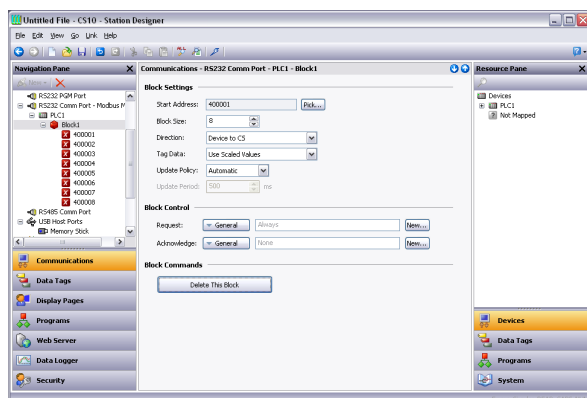 Untitled File - CS10 - Station Designer
File Edit View Go Link Help
Navigation Pane
New
RS232 PGM Port
RS232 Comm Port - Modbus M
PLC1
Block1
400001
400002
400003
400004
400005
400006
400007
400008
RS485 Comm Port
USB Host Ports
Memory Stick
Communications
Data Tags
Display Pages
Programs
Web Server
Data Logger
Security
Communications - RS232 Comm Port - PLC1 - Block1
Block Settings
Start Address: 400001 Pick...
Block Size: 8
Direction: Device to CS
Tag Data: Use Scaled Values
Update Policy: Automatic
Update Period: 500 ms
Block Control
Request: General Always New...
Acknowledge: General None New...
Block Commands
Delete This Block
Resource Pane
Devices
PLC1
Not Mapped
Devices
Data Tags
Programs
System